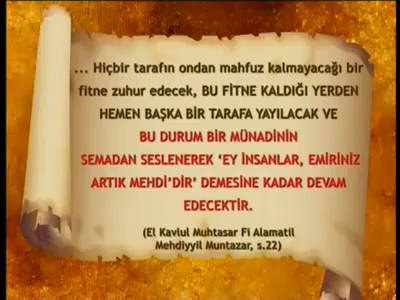 ... Hiçbir tarafın ondan mahfuz kalmayacağı bir
fitne zuhur edecek, BU FİTNE KALDIĞI YERDEN
HEMEN BAŞKA BİR TARAFA YAYILACAK VE
BU DURUM BİR MÜNADİNİN
SEMADAN SESLENEREK ‘EY İNSANLAR, EMİRİNİZ
ARTIK MEHDİ’DİR’ DEMESİNE KADAR DEVAM
EDECEKTİR.
(El Kavlul Muhtasar Fi Alamatil
Mehdiyyil Muntazar, s.22)